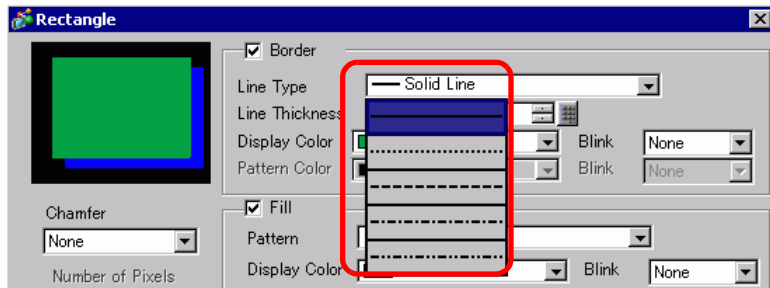 Rectangle
Border
Line Type
Solid Line
Line Thickness
Display Color
Blink
None
Pattern Color
Blink
None
Chamfer
None
Number of Pixels
Fill
Pattern
Display Color
Blink
None